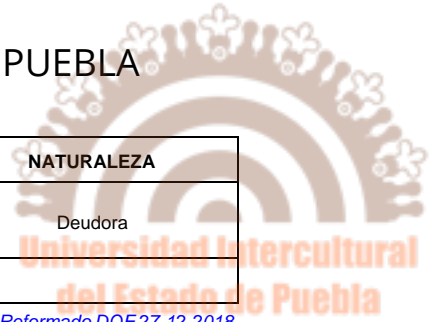 PUEBLA
NATURALEZA
Deudora
Universidad Intercultural
del Estado de Puebla
Reformado DOF 27-12-2018